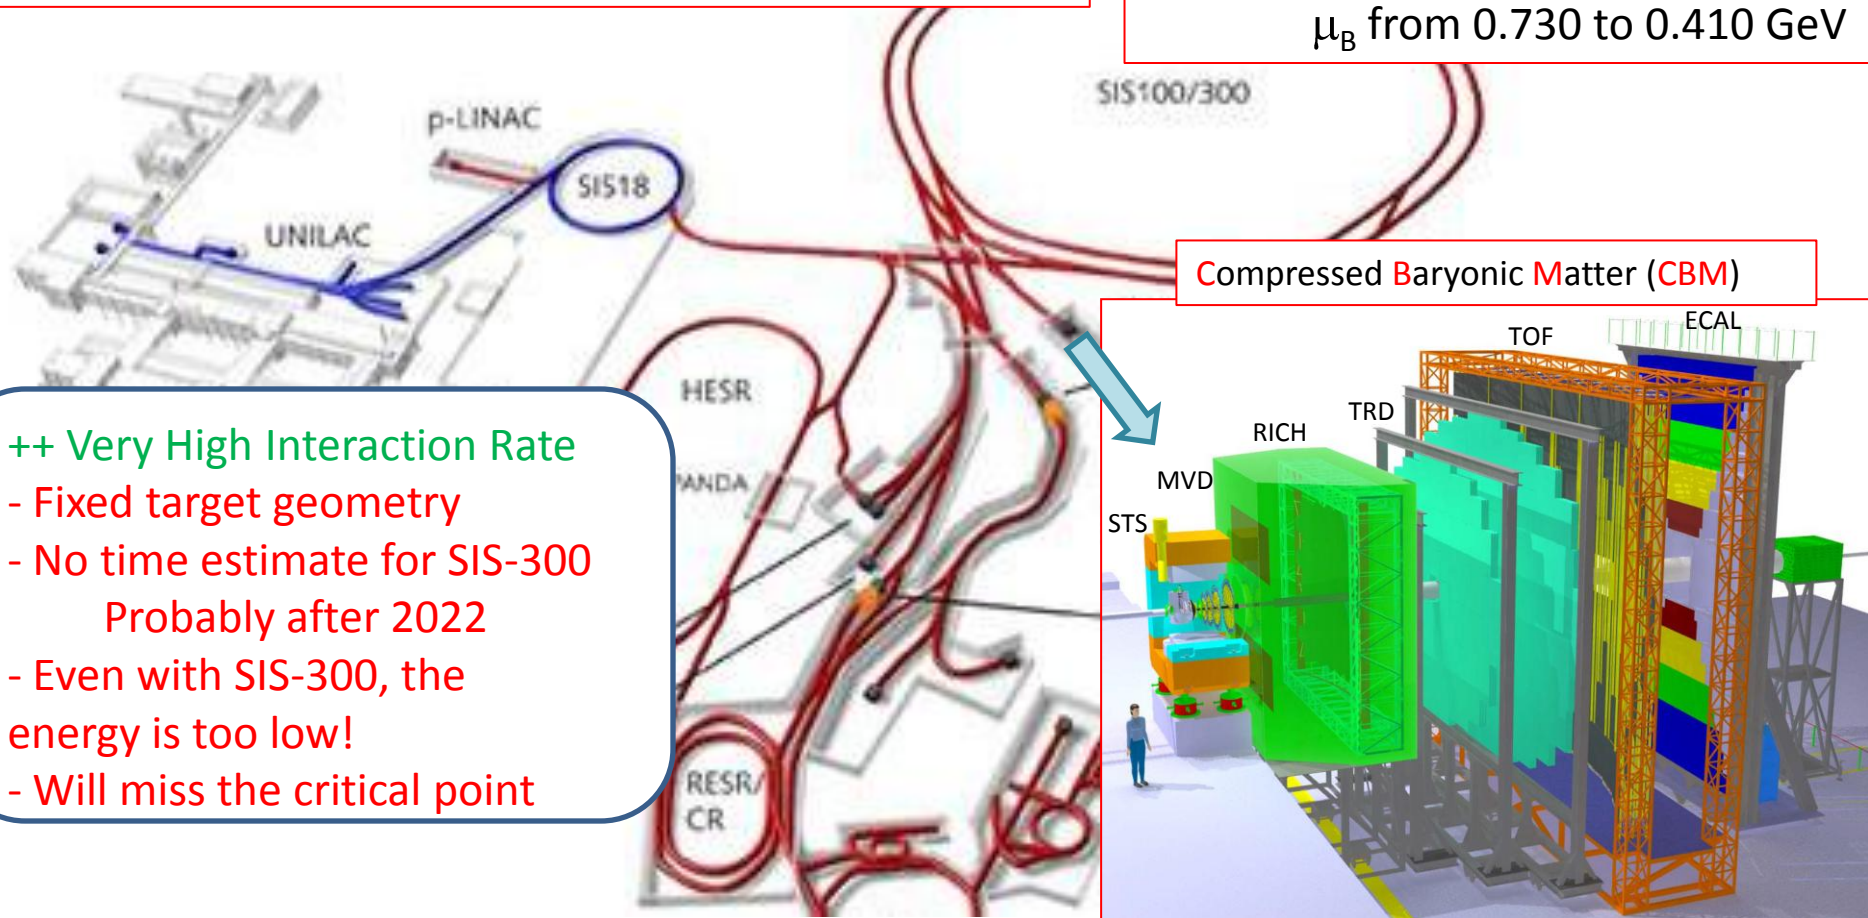 μB from 0.730 to 0.410 GeV
SIS100/300
p-LINAC
SIS18
UNILAC
Compressed Baryonic Matter (CBM)
ECAL
TOF
TRD
RICH
MVD
STS
HESR
PANDA
++ Very High Interaction Rate
- Fixed target geometry
- No time estimate for SIS-300
Probably after 2022
- Even with SIS-300, the
energy is too low!
- Will miss the critical point
RESR/
CR